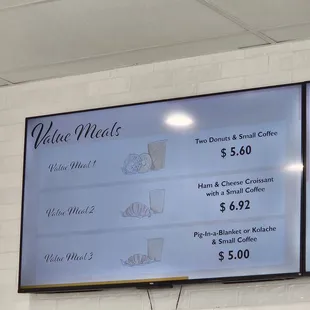 Value Meals
Value Meal 1
Two Donuts & Small Coffee
$ 5.60
Value Meal 2
Ham & Cheese Croissant
with a Small Coffee
$ 6.92
Value Meal 3
Pig-In-a-Blanket or Kolache
& Small Coffee
$ 5.00